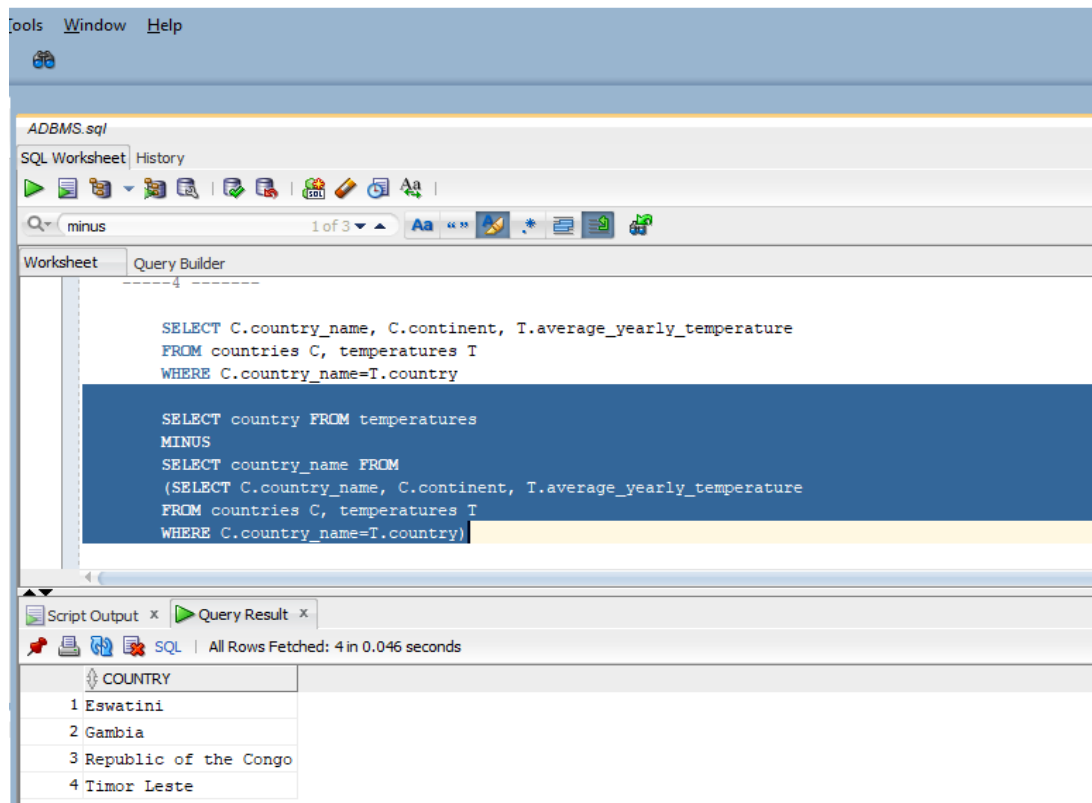 Tools Window Help
ADBMS.sql
SQL Worksheet History
minus 1 of 3 Aa “ ” .*
Worksheet Query Builder
-----4 -------
SELECT C.country_name, C.continent, T.average_yearly_temperature
FROM countries C, temperatures T
WHERE C.country_name=T.country
SELECT country FROM temperatures
MINUS
SELECT country_name FROM
(SELECT C.country_name, C.continent, T.average_yearly_temperature
FROM countries C, temperatures T
WHERE C.country_name=T.country)
Script Output x Query Result x
SQL | All Rows Fetched: 4 in 0.046 seconds
COUNTRY
1 Eswatini
2 Gambia
3 Republic of the Congo
4 Timor Leste